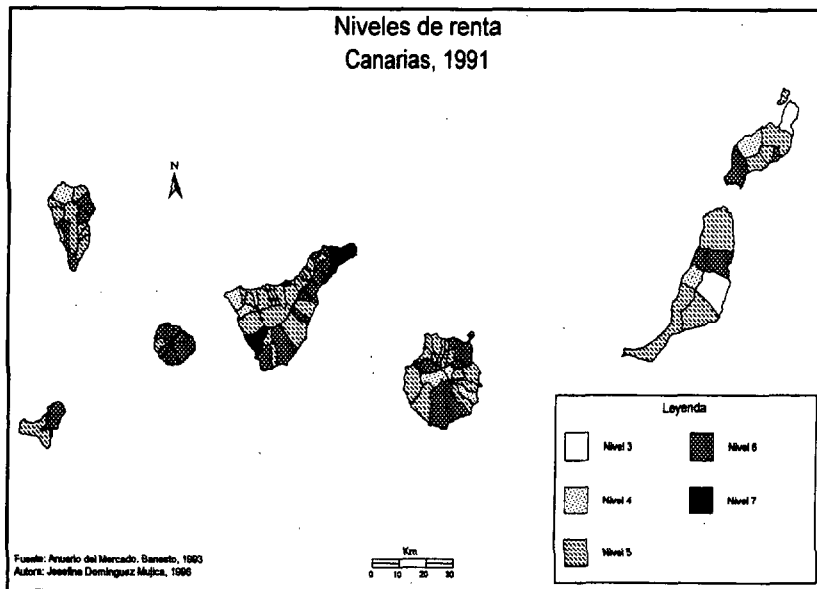 Niveles de renta
Canarias, 1991
N
Leyenda
Nivel 3
Nivel 6
Nivel 4
Nivel 7
Nivel 5
Km
0 10 20 30
Fuente: Anuario del Mercado. Banesto, 1993
Autora: Josefina Domínguez Mujica, 1996